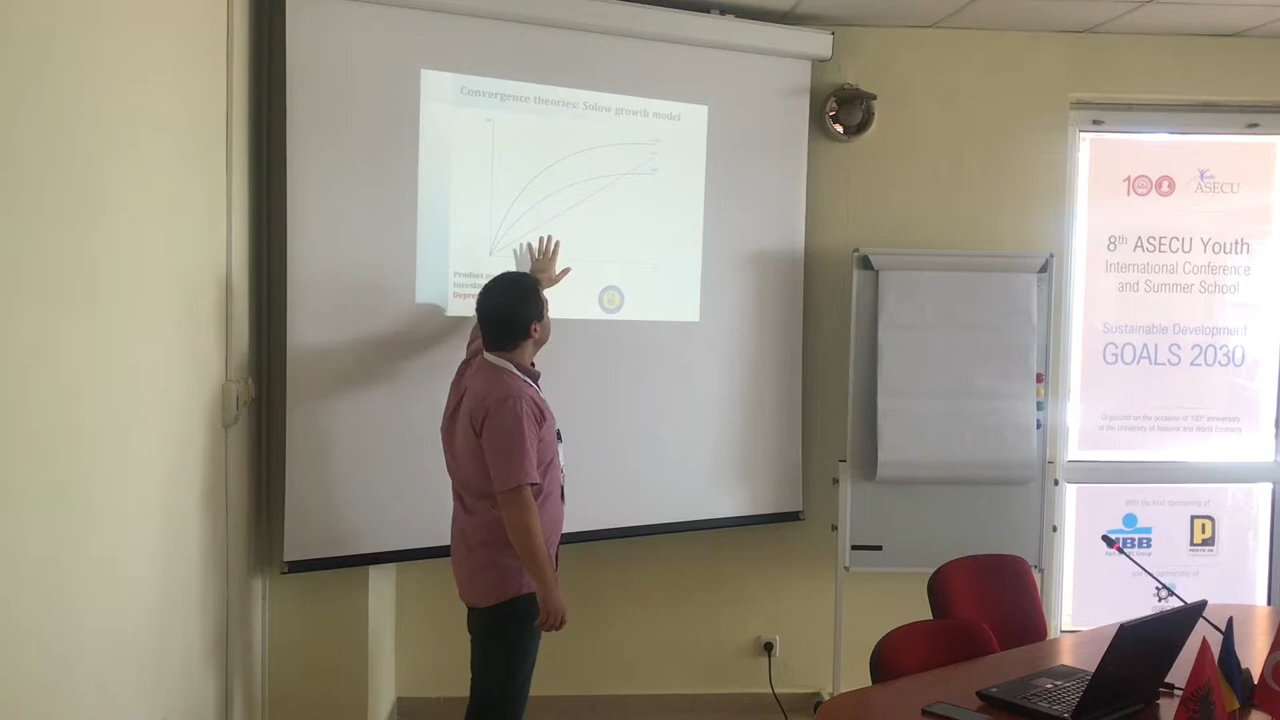 Convergence theories: Solow growth model
Depre
100
Youth
ASECU
8th ASECU Youth
International Conference
and Summer School
Sustainable Development
GOALS 2030
Organized on the occasion of 100th anniversary
of the University of National and World Economy
With the kind sponsoring of
P